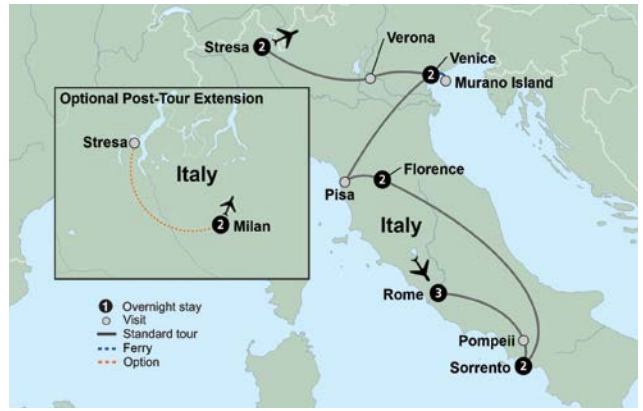 Stresa 2
Verona
2 Venice
Murano Island
Optional Post-Tour Extension
Stresa
Italy
2 Milan
Pisa
2 Florence
Italy
Rome 3
Pompeii
Sorrento 2
1 Overnight stay
Visit
Standard tour
Ferry
Option